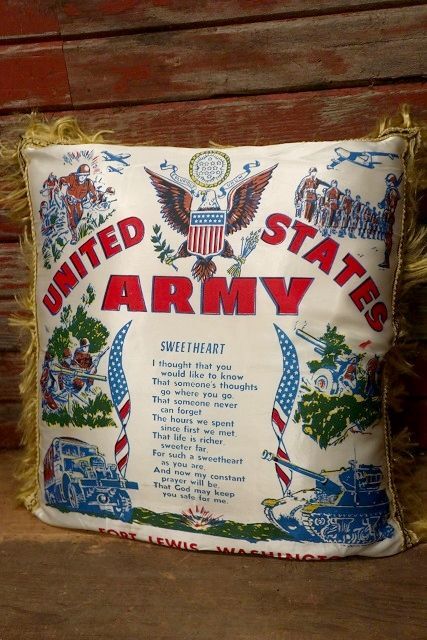 UNITED STATES
ARMY
SWEETHEART
I thought that you
would like to know
That someone's thoughts
go where you go.
That someone never
can forget
The hours we spent
since first we met.
That life is richer,
sweeter far,
For such a sweetheart
as you are,
And now my constant
prayer will be
That God may keep
you safe for me.
FORT LEWIS, WASHINGTO